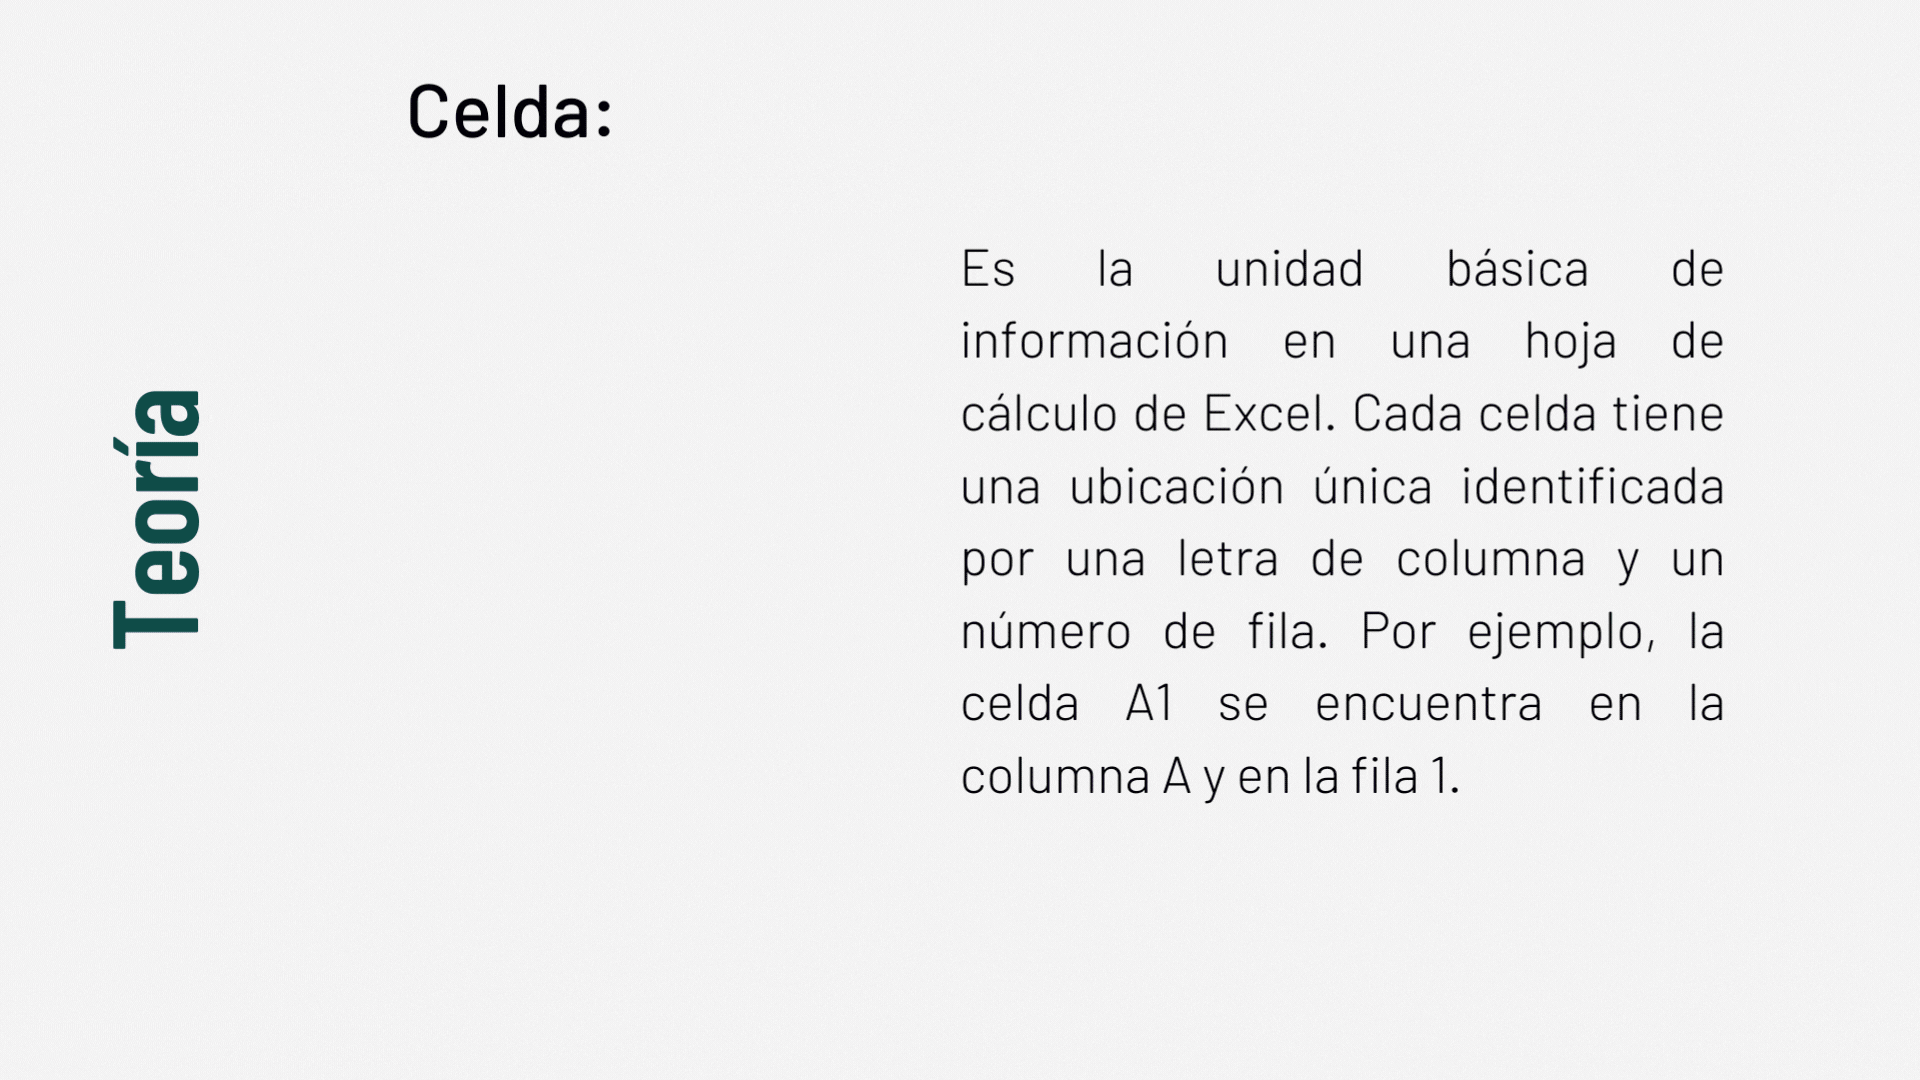 Celda:
Teoría
Es la unidad básica de
información en una hoja de
cálculo de Excel. Cada celda tiene
una ubicación única identificada
por una letra de columna y un
número de fila. Por ejemplo, la
celda A1 se encuentra en la
columna A y en la fila 1.